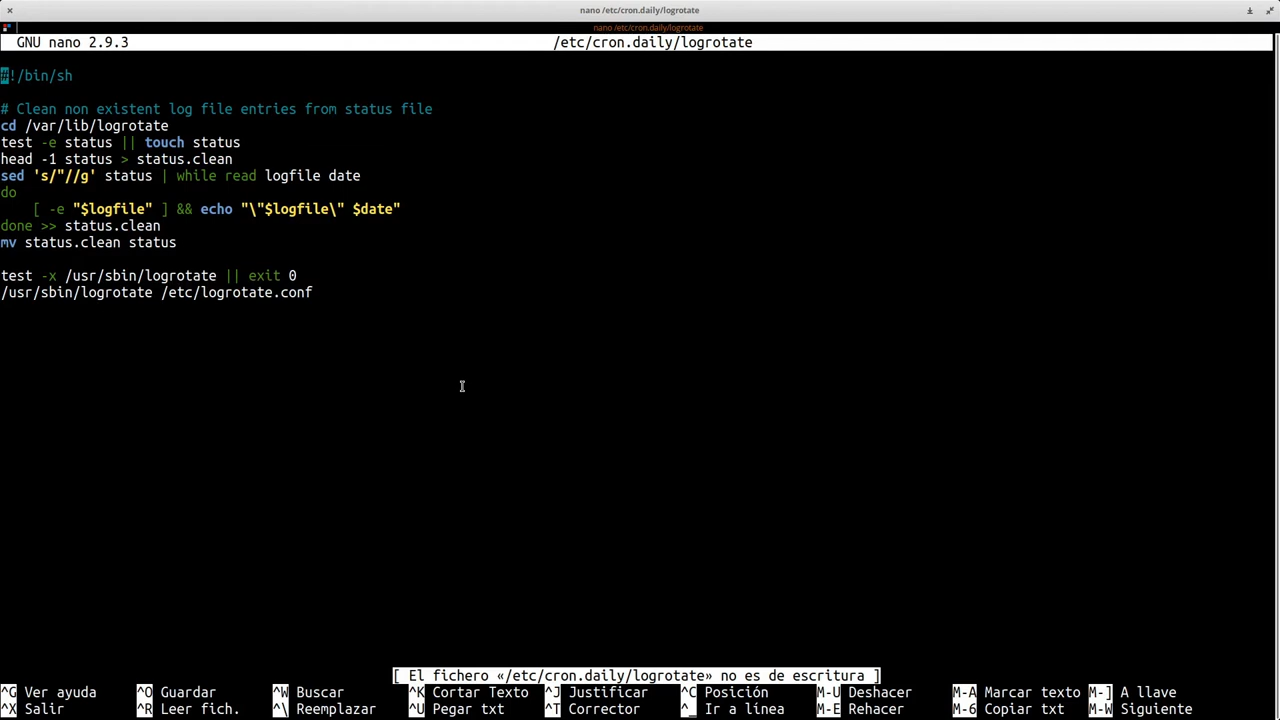 nano /etc/cron.daily/logrotate
nano /etc/cron.daily/logrotate
GNU nano 2.9.3 /etc/cron.daily/logrotate
#!/bin/sh
# Clean non existent log file entries from status file
cd /var/lib/logrotate
test -e status || touch status
head -1 status > status.clean
sed 's/"//g' status | while read logfile date
do
    [ -e "$logfile" ] && echo "\"$logfile\" $date"
done >> status.clean
mv status.clean status
test -x /usr/sbin/logrotate || exit 0
/usr/sbin/logrotate /etc/logrotate.conf
[ El fichero «/etc/cron.daily/logrotate» no es de escritura ]
^G Ver ayuda ^O Guardar ^W Buscar ^K Cortar Texto ^J Justificar ^C Posición M-U Deshacer M-A Marcar texto M-] A llave
^X Salir ^R Leer fich. ^\ Reemplazar ^U Pegar txt ^T Corrector ^_ Ir a línea M-E Rehacer M-6 Copiar txt M-W Siguiente